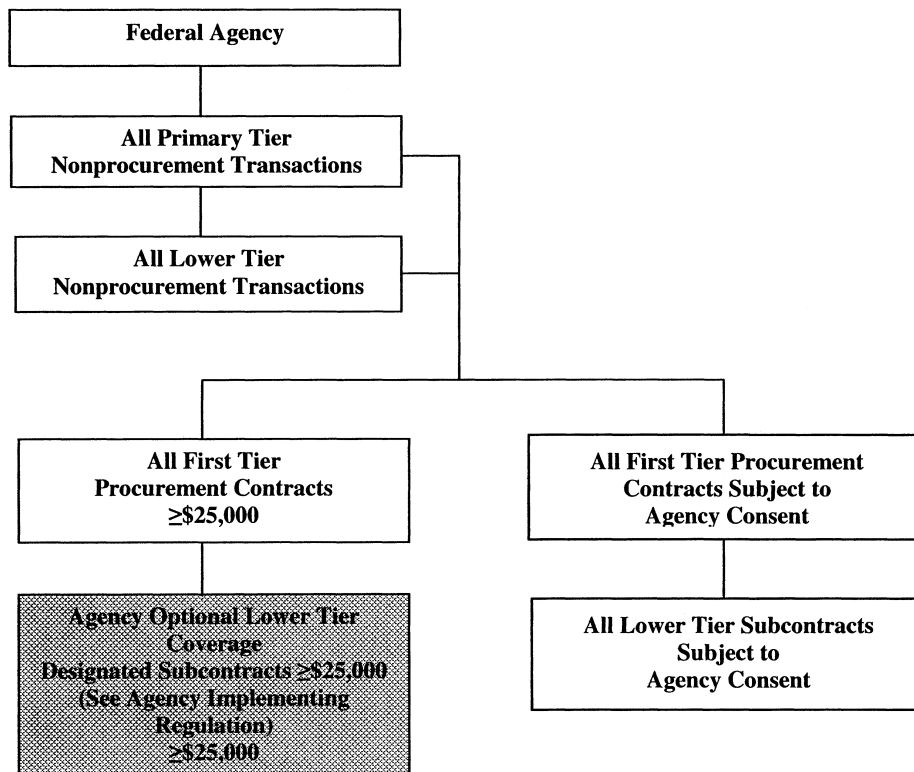 Federal Agency
All Primary Tier
Nonprocurement Transactions
All Lower Tier
Nonprocurement Transactions
All First Tier
Procurement Contracts
≥$25,000
All First Tier Procurement
Contracts Subject to
Agency Consent
Agency Optional Lower Tier
Coverage
Designated Subcontracts ≥$25,000
(See Agency Implementing
Regulation)
≥$25,000
All Lower Tier Subcontracts
Subject to
Agency Consent